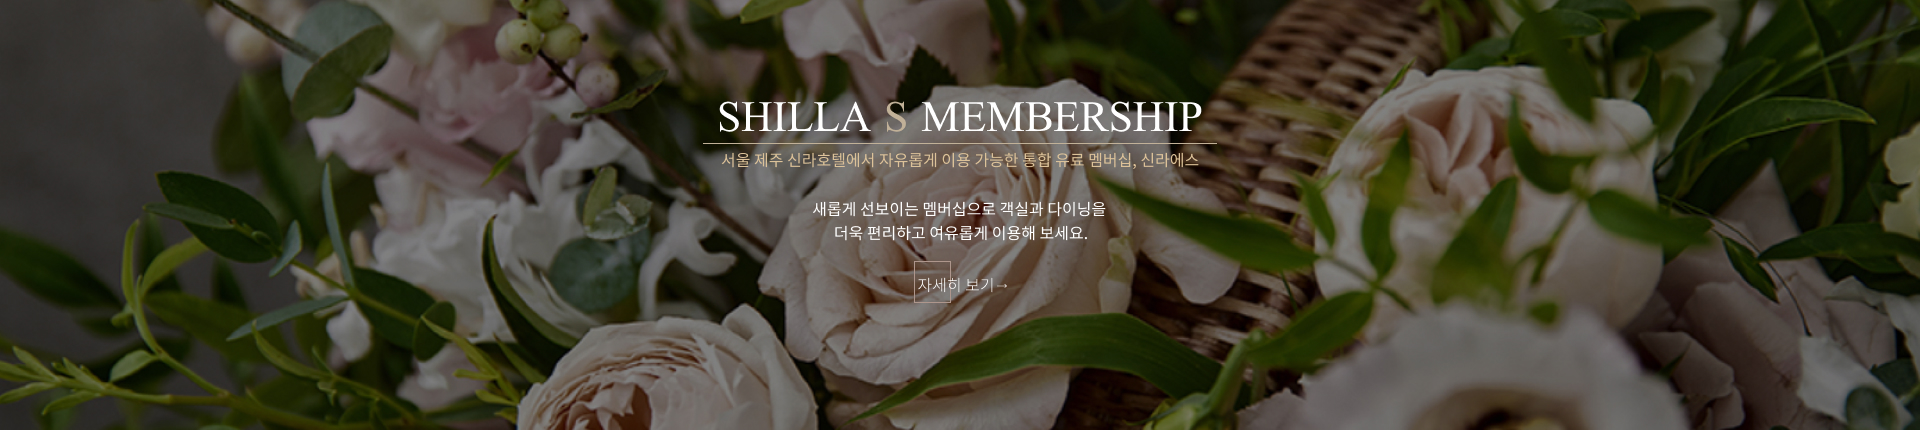 SHILLA S MEMBERSHIP
서울 제주 신라호텔에서 자유롭게 이용 가능한 통합 유료 멤버십, 신라에스
새롭게 선보이는 멤버십으로 객실과 다이닝을
더욱 편리하고 여유롭게 이용해 보세요.
자세히 보기→